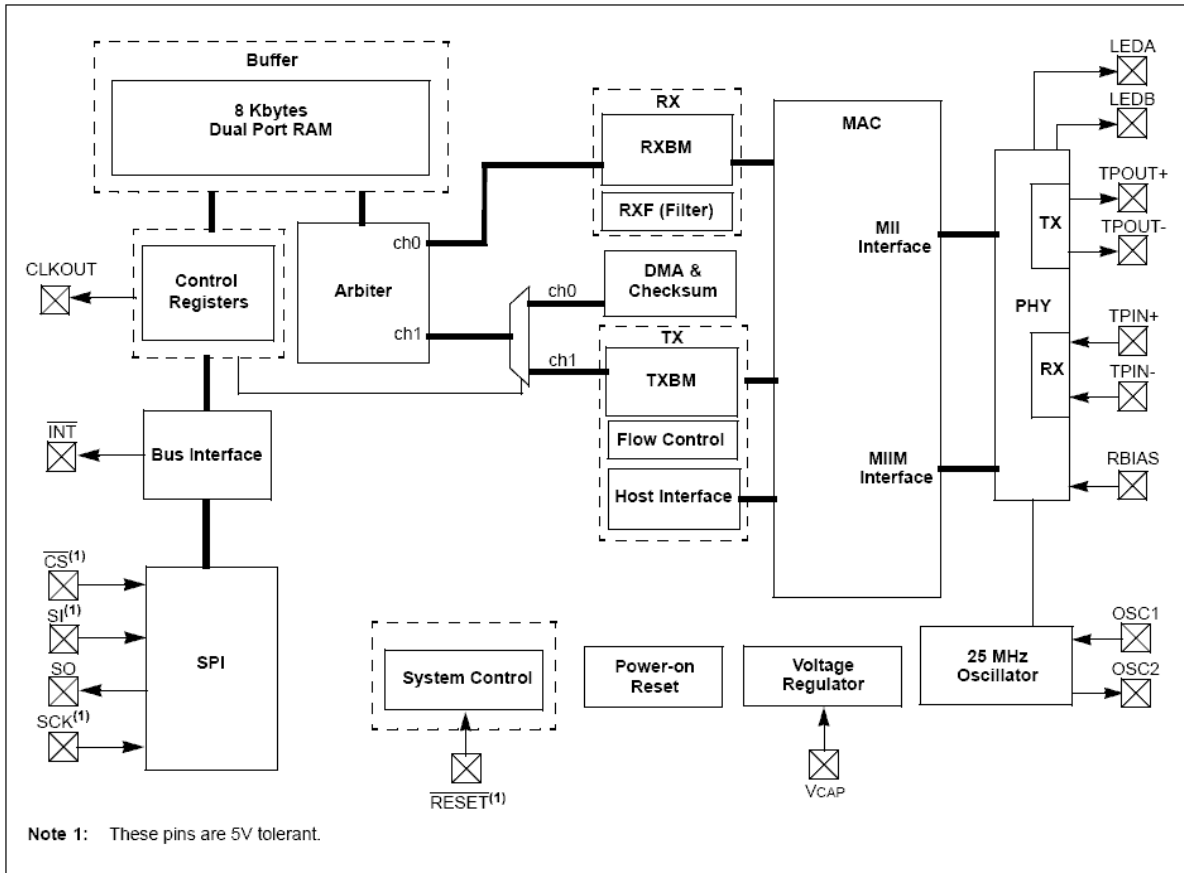 Buffer
8 Kbytes
Dual Port RAM
CLKOUT
Control
Registers
Arbiter
ch0
ch1
ch0
ch1
RX
RXBM
RXF (Filter)
DMA &
Checksum
TX
TXBM
Flow Control
Host Interface
MAC
MII
Interface
MIIM
Interface
PHY
TX
RX
LEDA
LEDB
TPOUT+
TPOUT-
TPIN+
TPIN-
RBIAS
INT
Bus Interface
CS(1)
SI(1)
SO
SCK(1)
SPI
System Control
RESET(1)
Power-on
Reset
Voltage
Regulator
VCAP
25 MHz
Oscillator
OSC1
OSC2
Note 1: These pins are 5V tolerant.